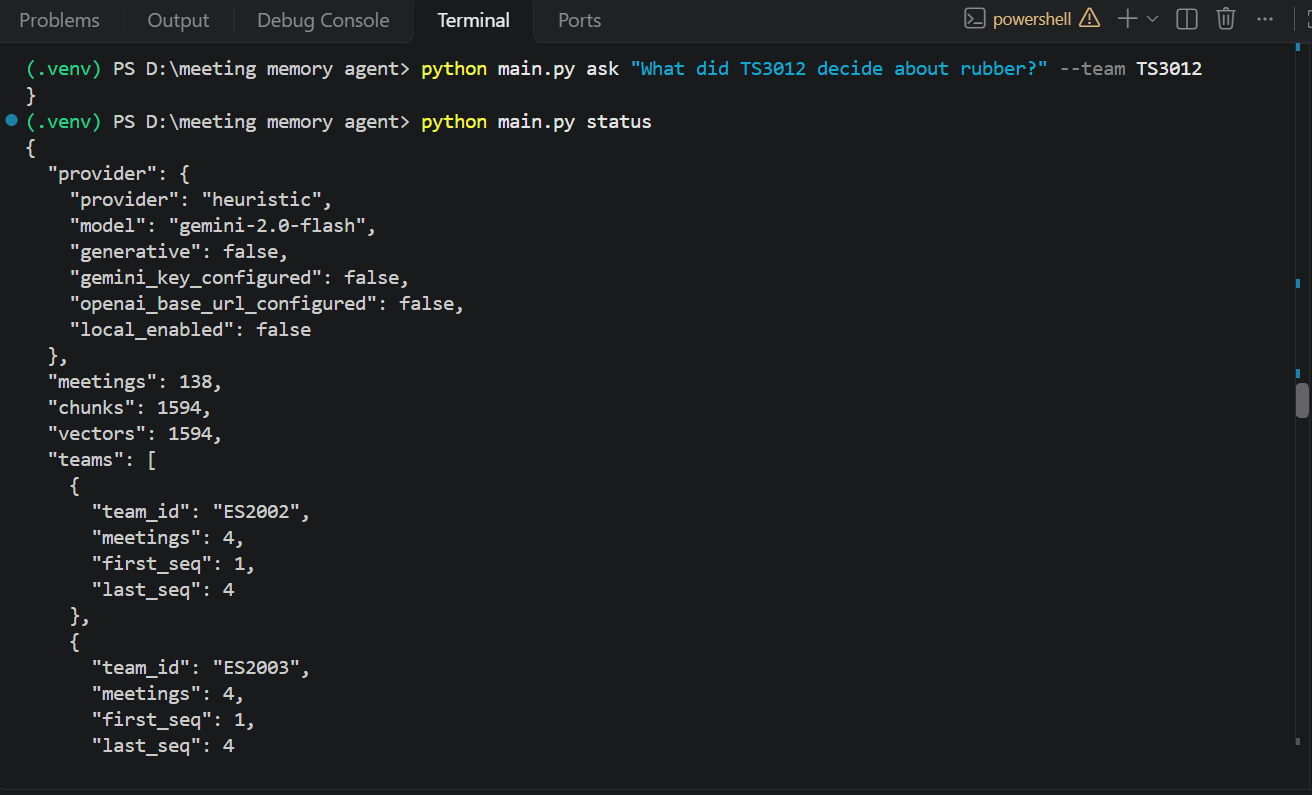 Problems Output Debug Console Terminal Ports powershell
(.venv) PS D:\meeting memory agent> python main.py ask "What did TS3012 decide about rubber?" --team TS3012
}
(.venv) PS D:\meeting memory agent> python main.py status
{
  "provider": {
    "provider": "heuristic",
    "model": "gemini-2.0-flash",
    "generative": false,
    "gemini_key_configured": false,
    "openai_base_url_configured": false,
    "local_enabled": false
  },
  "meetings": 138,
  "chunks": 1594,
  "vectors": 1594,
  "teams": [
    {
      "team_id": "ES2002",
      "meetings": 4,
      "first_seq": 1,
      "last_seq": 4
    },
    {
      "team_id": "ES2003",
      "meetings": 4,
      "first_seq": 1,
      "last_seq": 4